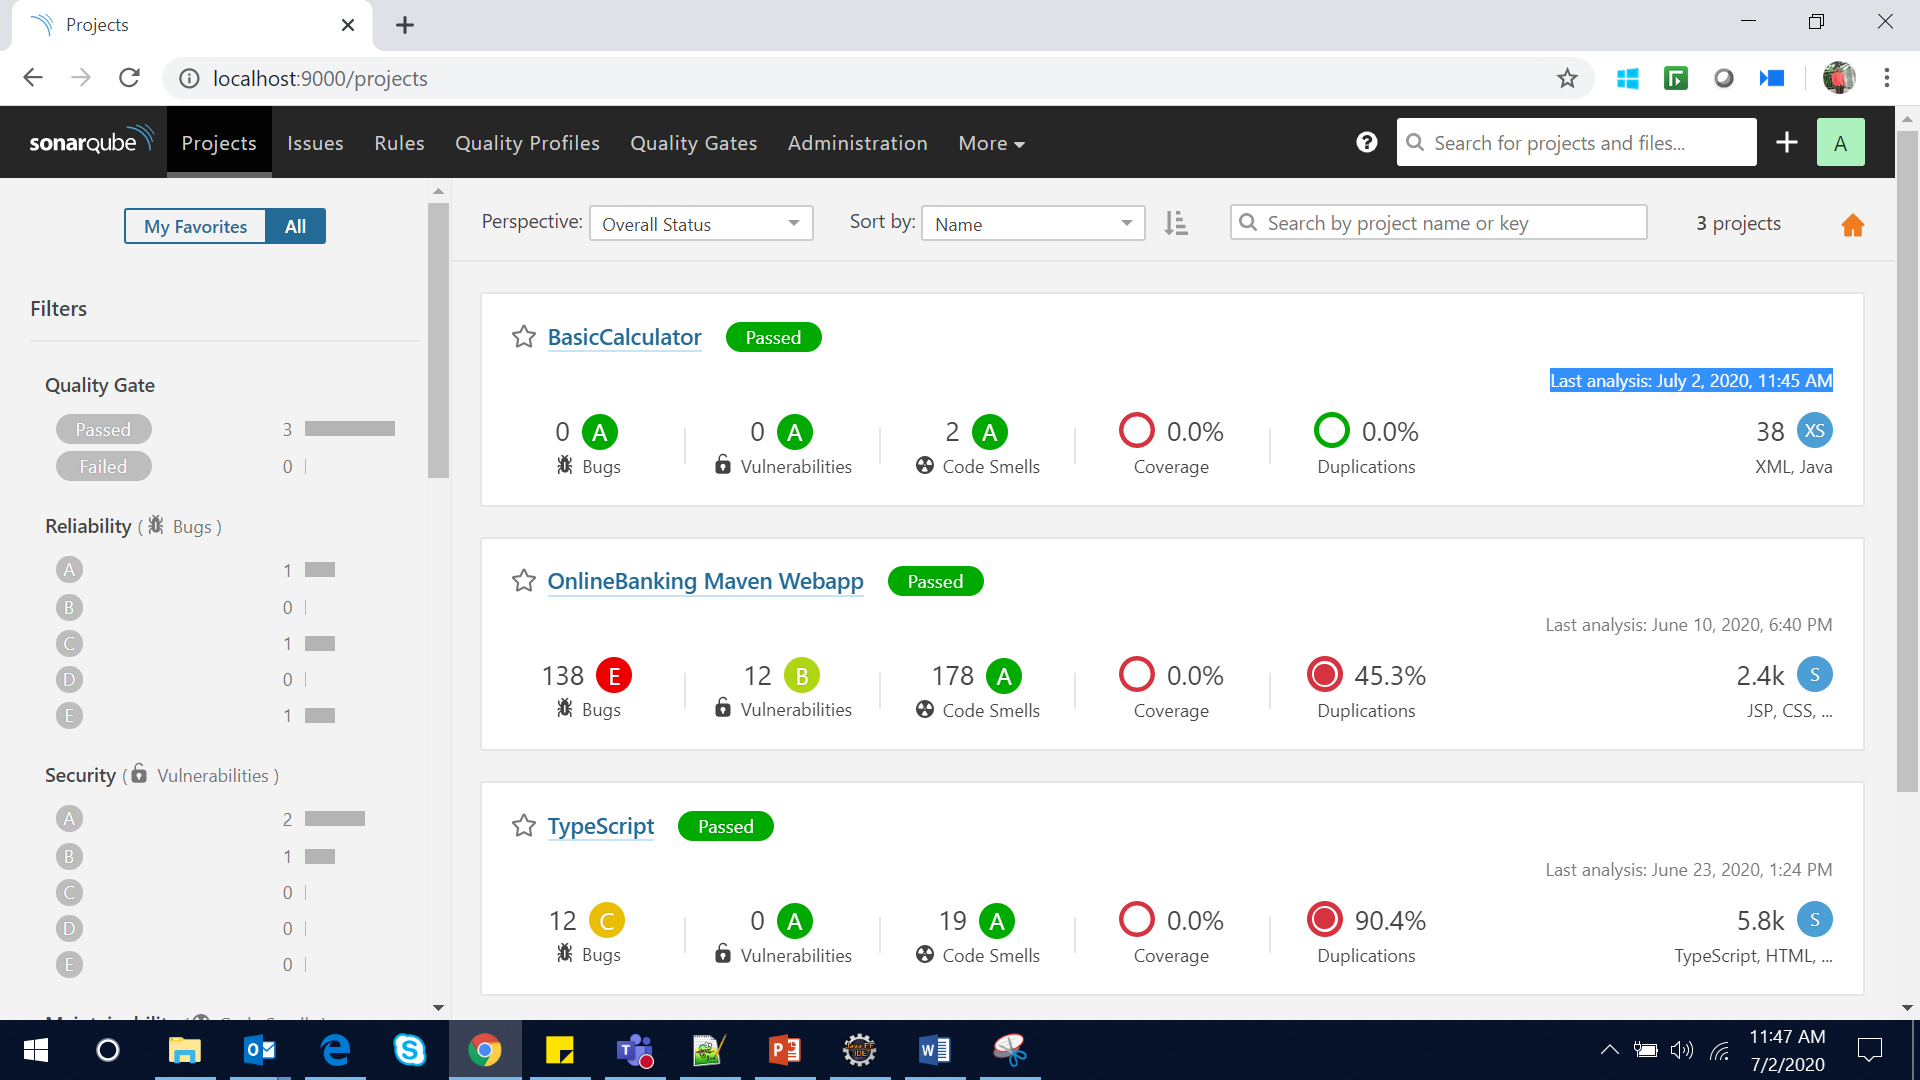 Projects
localhost:9000/projects
sonarqube Projects Issues Rules Quality Profiles Quality Gates Administration More Search for projects and files... A
My Favorites All
Perspective: Overall Status Sort by: Name Search by project name or key 3 projects
Filters
Quality Gate
Passed 3
Failed 0
Reliability ( Bugs )
A 1
B 0
C 1
D 0
E 1
Security ( Vulnerabilities )
A 2
B 1
C 0
D 0
E 0
BasicCalculator Passed
Last analysis: July 2, 2020, 11:45 AM
0 A 0 A 2 A 0.0% 0.0% 38 XS
Bugs Vulnerabilities Code Smells Coverage Duplications XML, Java
OnlineBanking Maven Webapp Passed
Last analysis: June 10, 2020, 6:40 PM
138 E 12 B 178 A 0.0% 45.3% 2.4k S
Bugs Vulnerabilities Code Smells Coverage Duplications JSP, CSS, ...
TypeScript Passed
Last analysis: June 23, 2020, 1:24 PM
12 C 0 A 19 A 0.0% 90.4% 5.8k S
Bugs Vulnerabilities Code Smells Coverage Duplications TypeScript, HTML, ...
11:47 AM
7/2/2020